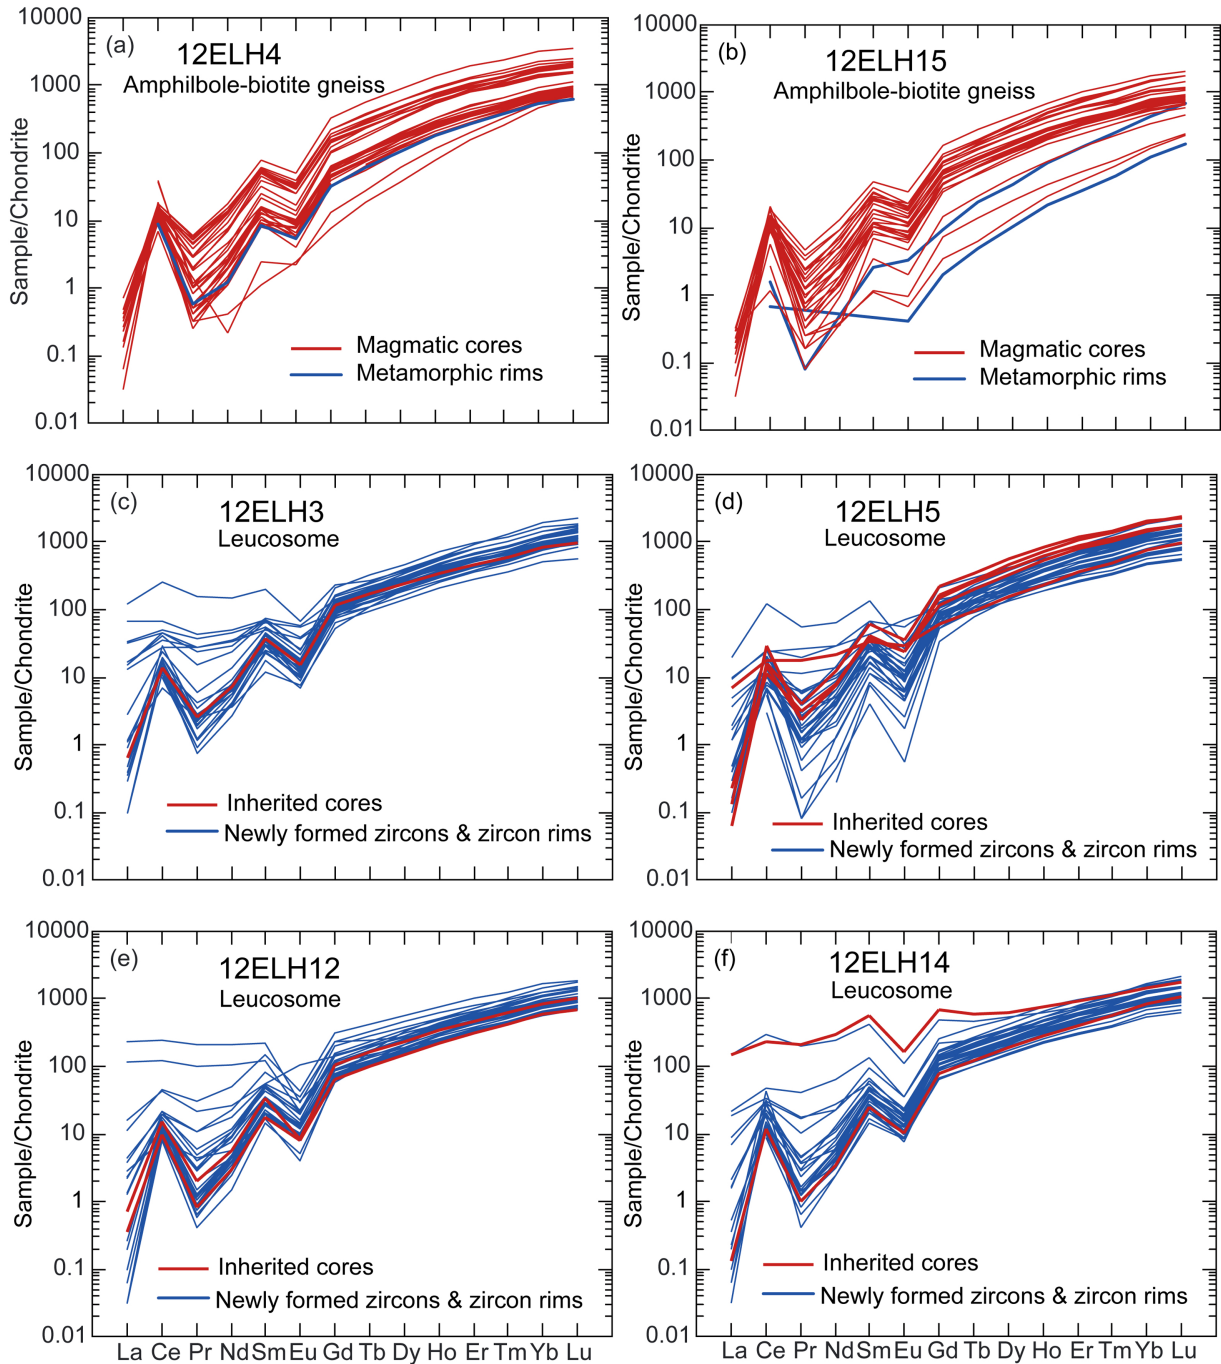 (a)
12ELH4
Amphilbole-biotite gneiss
Sample/Chondrite
10000
1000
100
10
1
0.1
0.01
Magmatic cores
Metamorphic rims
(b)
12ELH15
Amphilbole-biotite gneiss
Sample/Chondrite
10000
1000
100
10
1
0.1
0.01
Magmatic cores
Metamorphic rims
(c)
12ELH3
Leucosome
Sample/Chondrite
10000
1000
100
10
1
0.1
0.01
Inherited cores
Newly formed zircons & zircon rims
(d)
12ELH5
Leucosome
Sample/Chondrite
10000
1000
100
10
1
0.1
0.01
Inherited cores
Newly formed zircons & zircon rims
(e)
12ELH12
Leucosome
Sample/Chondrite
10000
1000
100
10
1
0.1
0.01
Inherited cores
Newly formed zircons & zircon rims
La Ce Pr Nd Sm Eu Gd Tb Dy Ho Er Tm Yb Lu
(f)
12ELH14
Leucosome
Sample/Chondrite
10000
1000
100
10
1
0.1
0.01
Inherited cores
Newly formed zircons & zircon rims
La Ce Pr Nd Sm Eu Gd Tb Dy Ho Er Tm Yb Lu